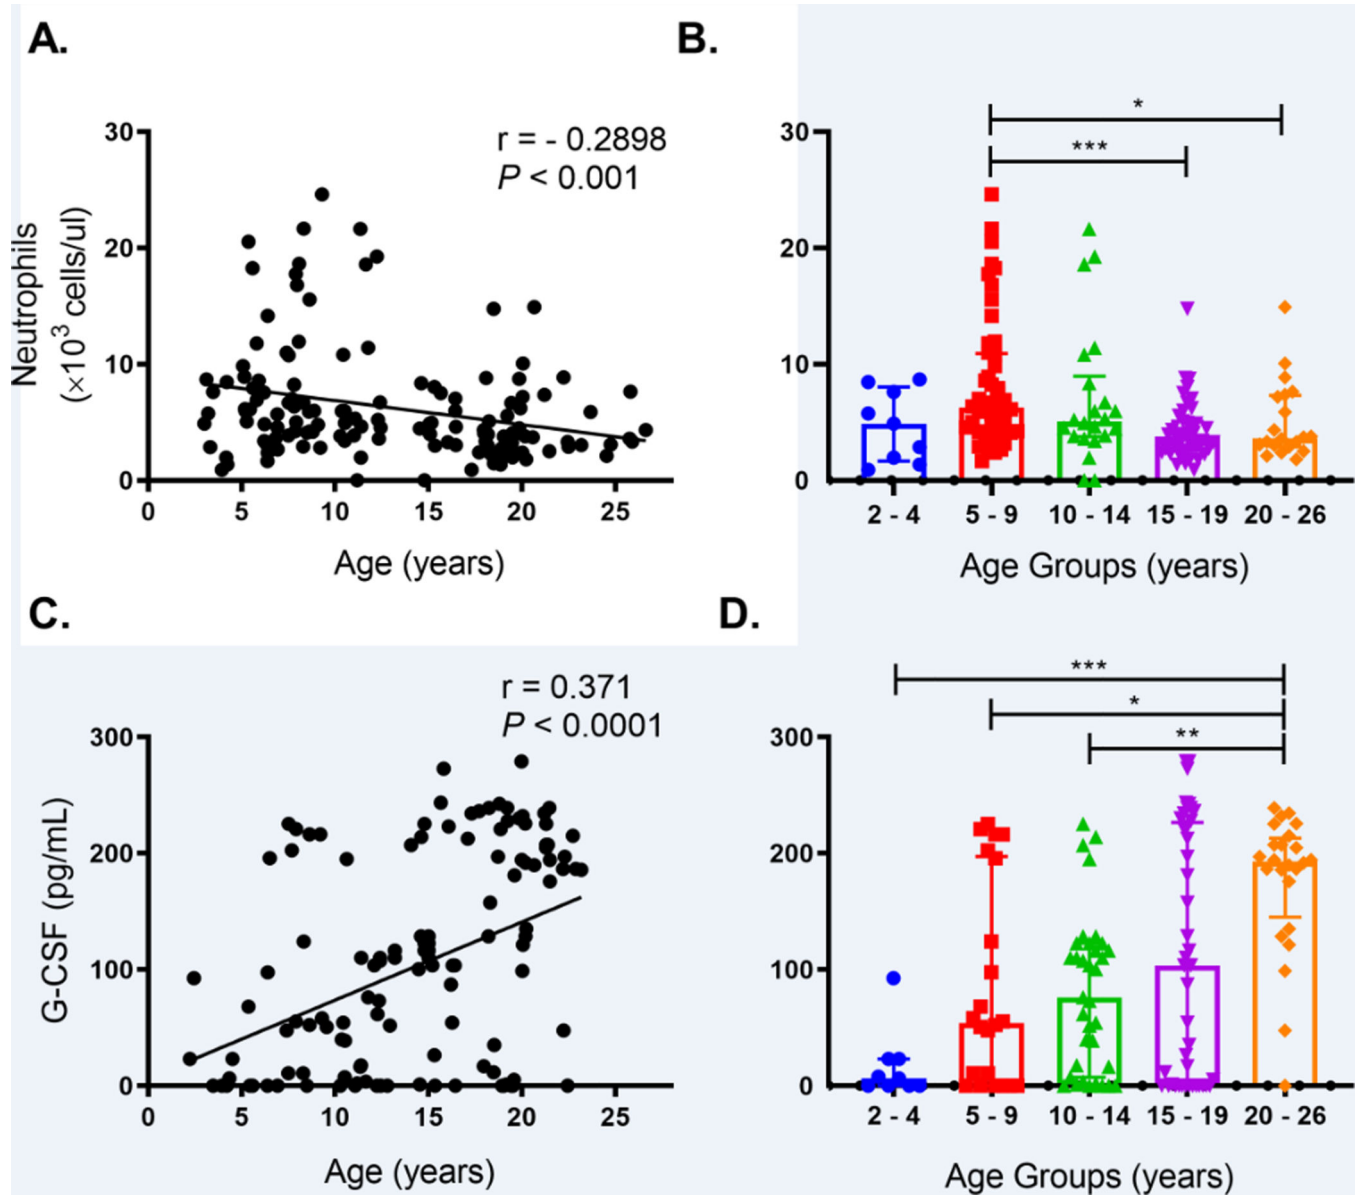 A.
r = - 0.2898
P < 0.001
Neutrophils
(×10³ cells/ul)
30
20
10
0
0 5 10 15 20 25
Age (years)
B.
*
***
30
20
10
0
2 - 4 5 - 9 10 - 14 15 - 19 20 - 26
Age Groups (years)
C.
r = 0.371
P < 0.0001
G-CSF (pg/mL)
300
200
100
0
0 5 10 15 20 25
Age (years)
D.
***
*
**
300
200
100
0
2 - 4 5 - 9 10 - 14 15 - 19 20 - 26
Age Groups (years)